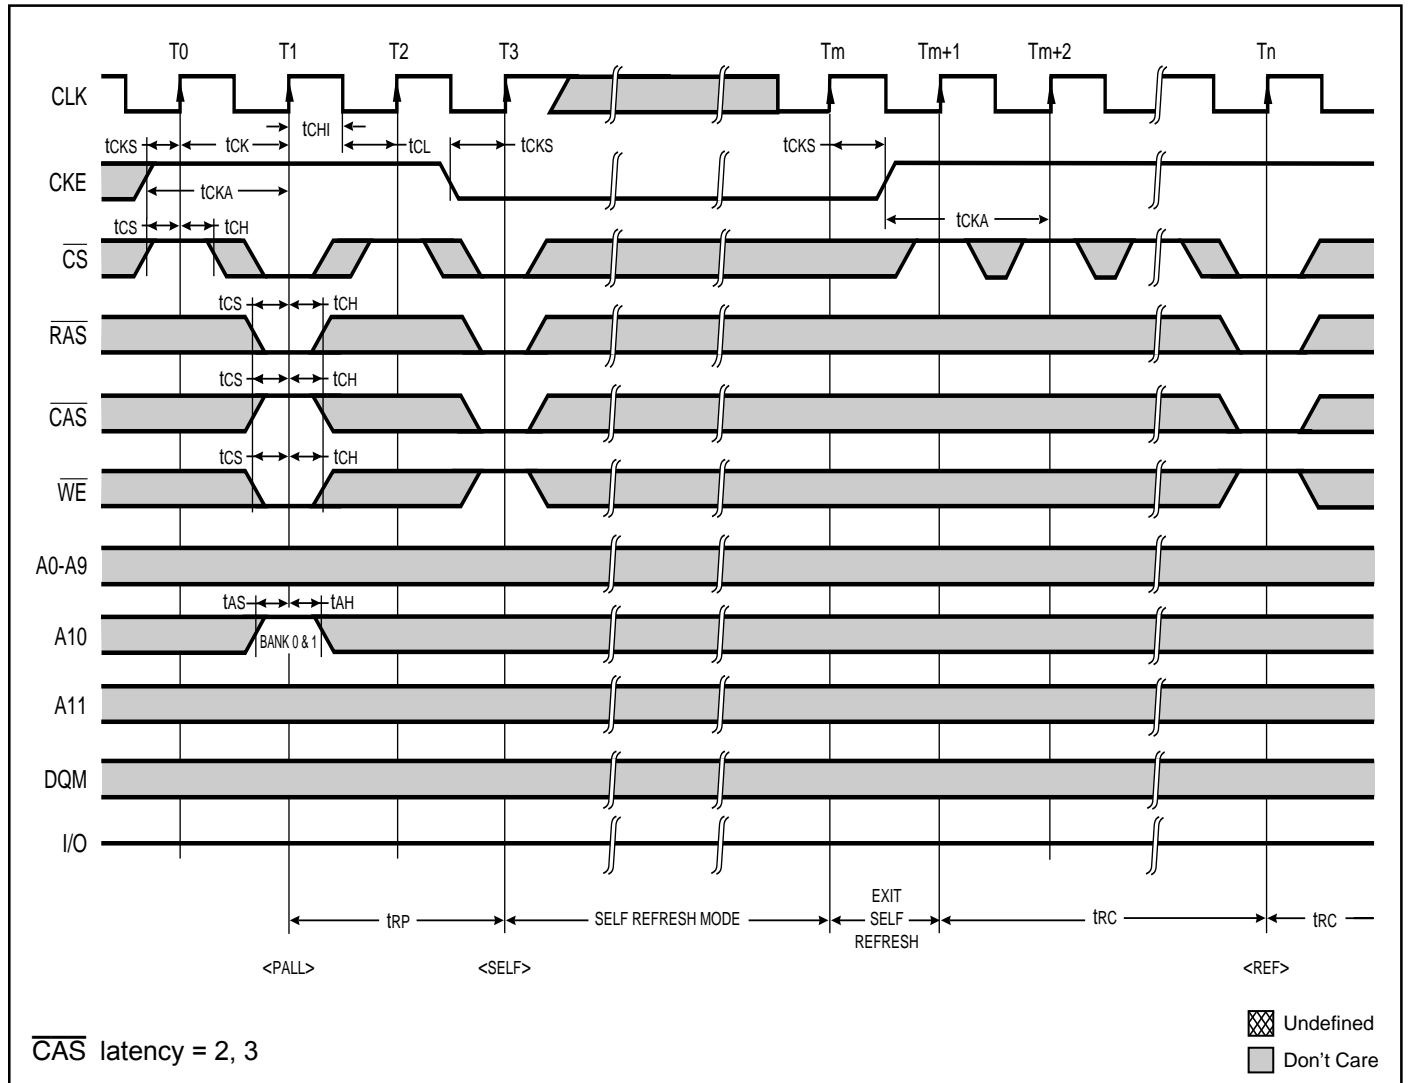 T0 T1 T2 T3 Tm Tm+1 Tm+2 Tn
CLK
tCHI
tCKS tCK tCL tCKS tCKS
CKE
tCKA tCKA
tCS tCH
CS
tCS tCH
RAS
tCS tCH
CAS
tCS tCH
WE
A0-A9
tAS tAH
A10 BANK 0 & 1
A11
DQM
I/O
tRP SELF REFRESH MODE EXIT SELF REFRESH tRC tRC
<PALL> <SELF> <REF>
CAS latency = 2, 3
Undefined
Don't Care